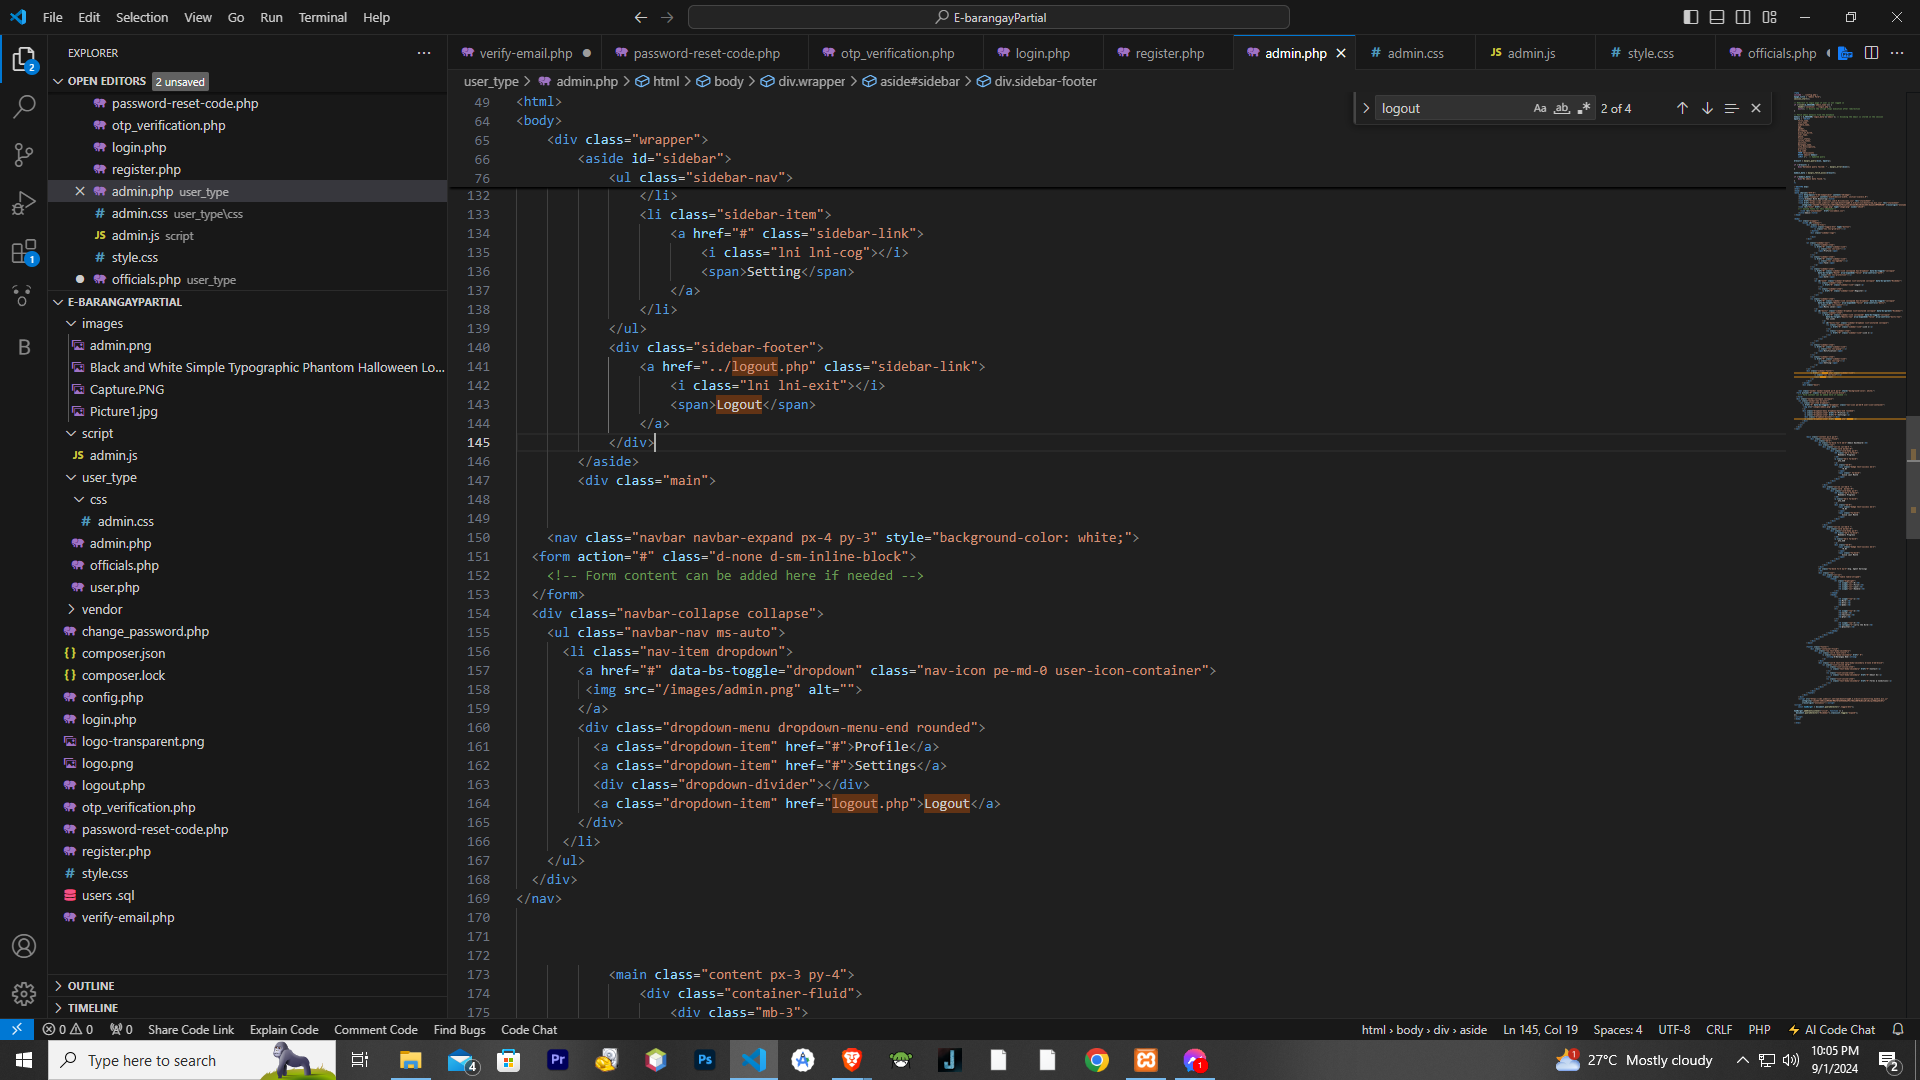 File Edit Selection View Go Run Terminal Help
E-barangayPartial
EXPLORER
OPEN EDITORS 2 unsaved
password-reset-code.php
otp_verification.php
login.php
register.php
admin.php user_type
admin.css user_type\css
admin.js script
style.css
officials.php user_type
E-BARANGAYPARTIAL
images
admin.png
Black and White Simple Typographic Phantom Halloween Lo...
Capture.PNG
Picture1.jpg
script
admin.js
user_type
css
admin.css
admin.php
officials.php
user.php
vendor
change_password.php
composer.json
composer.lock
config.php
login.php
logo-transparent.png
logo.png
logout.php
otp_verification.php
password-reset-code.php
register.php
style.css
users .sql
verify-email.php
OUTLINE
TIMELINE
verify-email.php password-reset-code.php otp_verification.php login.php register.php admin.php admin.css admin.js style.css officials.php
user_type > admin.php > html > body > div.wrapper > aside#sidebar > div.sidebar-footer
logout Aa ab 2 of 4
49 <html>
64 <body>
65 <div class="wrapper">
66 <aside id="sidebar">
76 <ul class="sidebar-nav">
132 </li>
133 <li class="sidebar-item">
134 <a href="#" class="sidebar-link">
135 <i class="lni lni-cog"></i>
136 <span>Setting</span>
137 </a>
138 </li>
139 </ul>
140 <div class="sidebar-footer">
141 <a href="../logout.php" class="sidebar-link">
142 <i class="lni lni-exit"></i>
143 <span>Logout</span>
144 </a>
145 </div>
146 </aside>
147 <div class="main">
148
149
150 <nav class="navbar navbar-expand px-4 py-3" style="background-color: white;">
151 <form action="#" class="d-none d-sm-inline-block">
152 <!-- Form content can be added here if needed -->
153 </form>
154 <div class="navbar-collapse collapse">
155 <ul class="navbar-nav ms-auto">
156 <li class="nav-item dropdown">
157 <a href="#" data-bs-toggle="dropdown" class="nav-icon pe-md-0 user-icon-container">
158 <img src="/images/admin.png" alt="">
159 </a>
160 <div class="dropdown-menu dropdown-menu-end rounded">
161 <a class="dropdown-item" href="#">Profile</a>
162 <a class="dropdown-item" href="#">Settings</a>
163 <div class="dropdown-divider"></div>
164 <a class="dropdown-item" href="logout.php">Logout</a>
165 </div>
166 </li>
167 </ul>
168 </div>
169 </nav>
170
171
172
173 <main class="content px-3 py-4">
174 <div class="container-fluid">
175 <div class="mb-3">
0 0 0 Share Code Link Explain Code Comment Code Find Bugs Code Chat
html › body › div › aside Ln 145, Col 19 Spaces: 4 UTF-8 CRLF PHP AI Code Chat
Type here to search
27°C Mostly cloudy
10:05 PM
9/1/2024